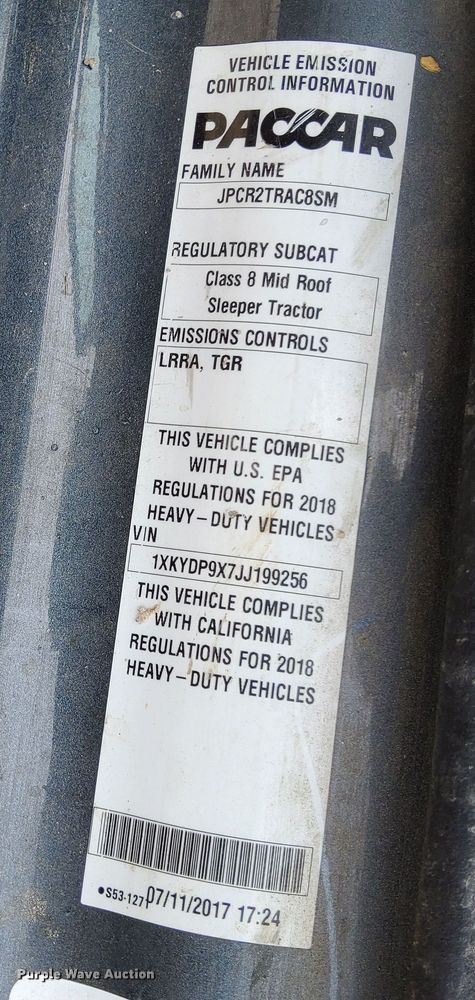 VEHICLE EMISSION
CONTROL INFORMATION
PACCAR
FAMILY NAME
JPCR2TRAC8SM
REGULATORY SUBCAT
Class 8 Mid Roof
Sleeper Tractor
EMISSIONS CONTROLS
LRRA, TGR
THIS VEHICLE COMPLIES
WITH U.S. EPA
REGULATIONS FOR 2018
HEAVY-DUTY VEHICLES
VIN
1XKYDP9X7JJ199256
THIS VEHICLE COMPLIES
WITH CALIFORNIA
REGULATIONS FOR 2018
HEAVY-DUTY VEHICLES
•S53-127 07/11/2017 17:24
Purple Wave Auction